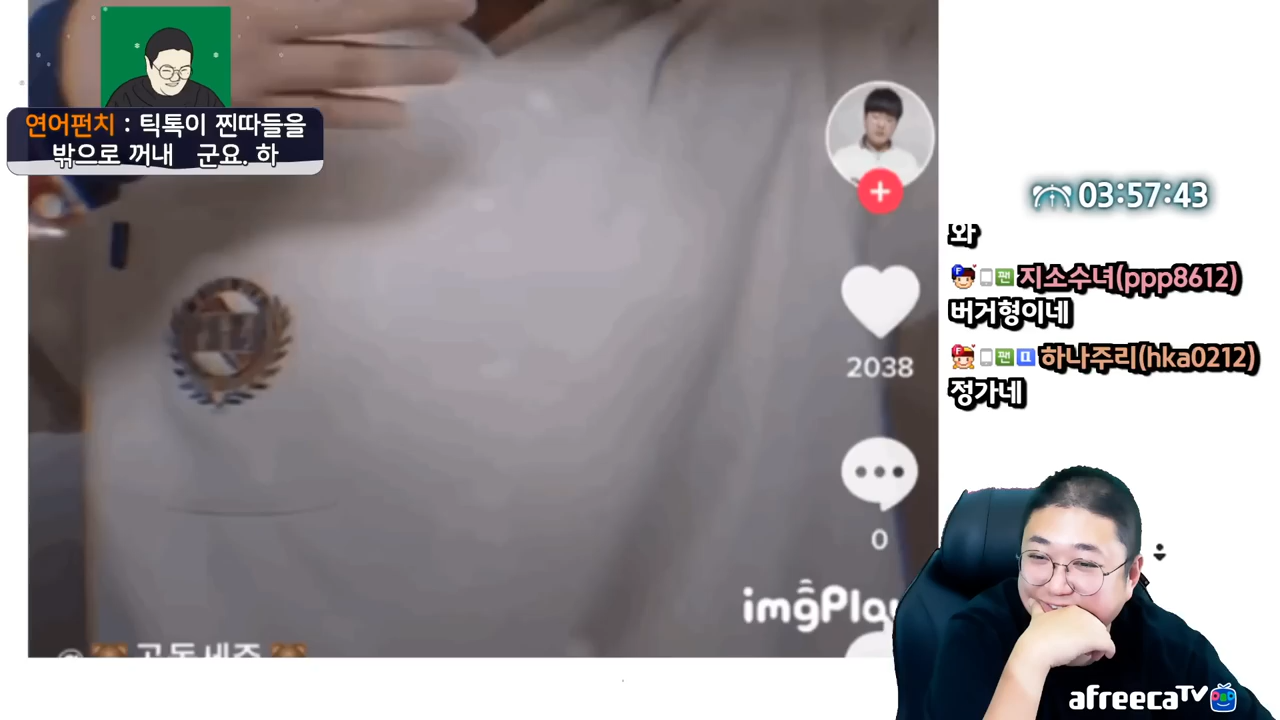 연어펀치 : 틱톡이 찐따들을
밖으로 꺼내 군요. 하
03:57:43
와
지소수녀(ppp8612)
버거형이네
하나주리(hka0212)
정가네
2038
0
imgPlay
afreecaTV